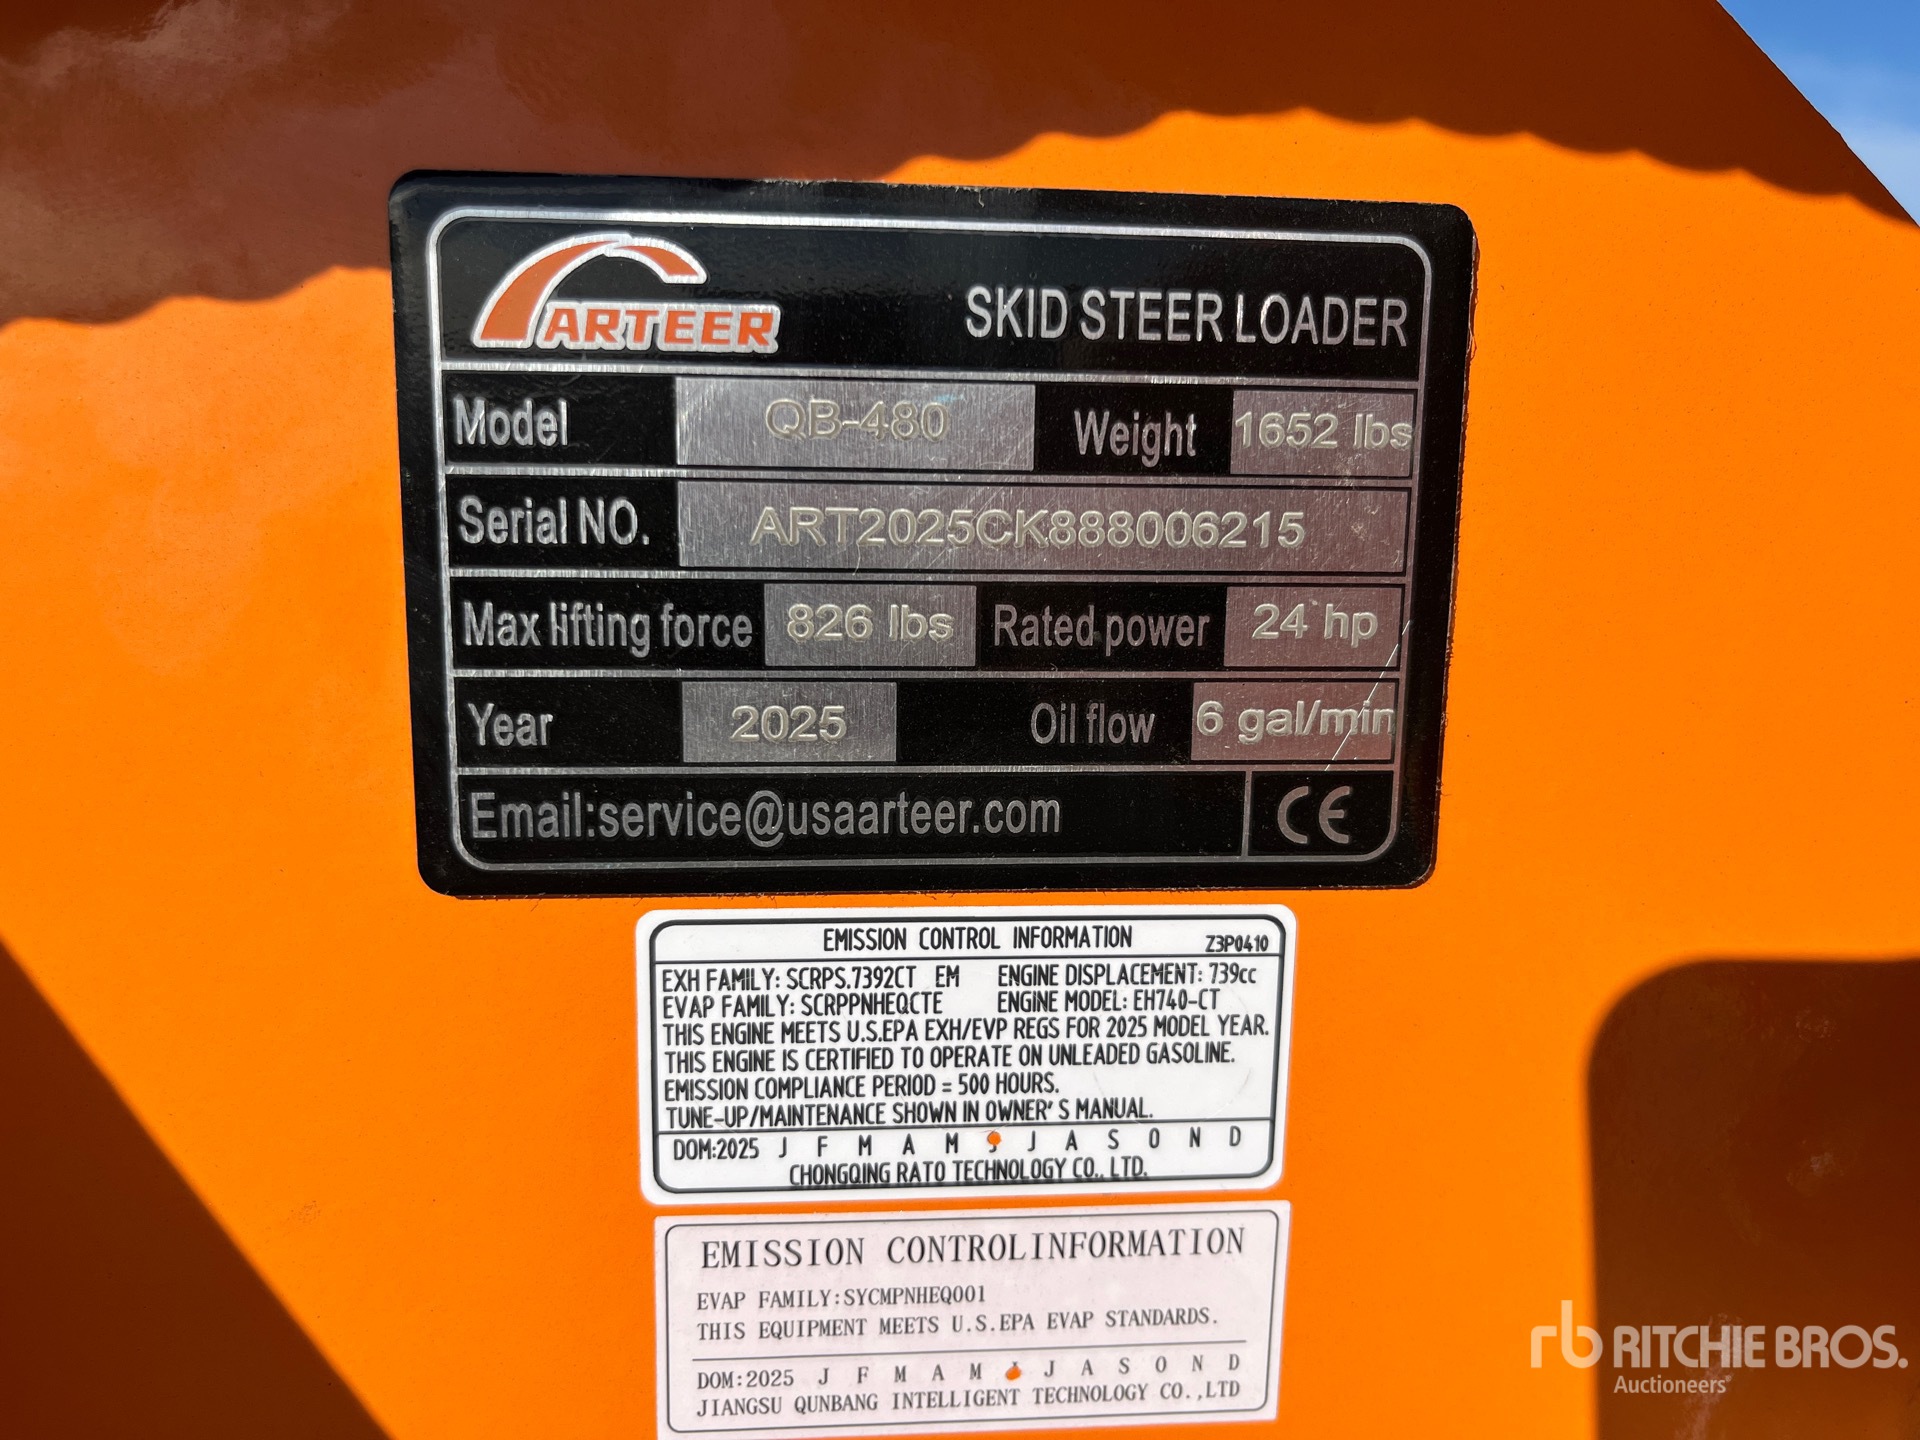 AARTEER
SKID STEER LOADER
Model QB-480 Weight 1652 lbs
Serial NO. ART2025CK888006215
Max lifting force 826 lbs Rated power 24 hp
Year 2025 Oil flow 6 gal/min
Email:service@usaarteer.com CE
EMISSION CONTROL INFORMATION Z3P0410
EXH FAMILY: SCRPS.7392CT EM ENGINE DISPLACEMENT: 739cc
EVAP FAMILY: SCRPPNHEQCTE ENGINE MODEL: EH740-CT
THIS ENGINE MEETS U.S.EPA EXH/EVP REGS FOR 2025 MODEL YEAR.
THIS ENGINE IS CERTIFIED TO OPERATE ON UNLEADED GASOLINE.
EMISSION COMPLIANCE PERIOD = 500 HOURS.
TUNE-UP/MAINTENANCE SHOWN IN OWNER'S MANUAL.
DOM:2025 J F M A M J J A S O N D
CHONGQING RATO TECHNOLOGY CO., LTD.
EMISSION CONTROLINFORMATION
EVAP FAMILY:SYCMPNHEQ001
THIS EQUIPMENT MEETS U.S.EPA EVAP STANDARDS.
DOM:2025 J F M A M J J A S O N D
JIANGSU QUNBANG INTELLIGENT TECHNOLOGY CO.,LTD
rb RITCHIE BROS.
Auctioneers